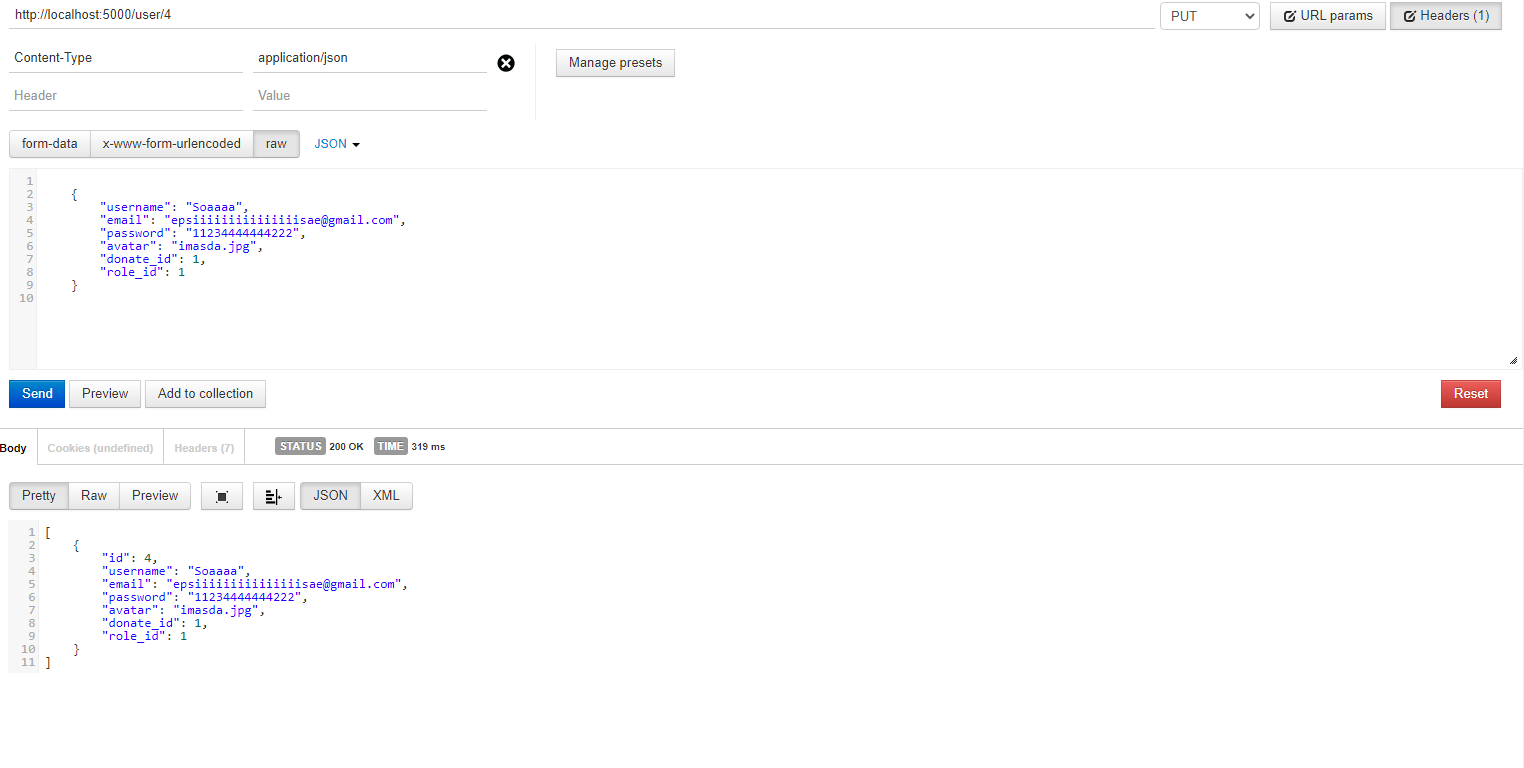 http://localhost:5000/user/4 PUT URL params Headers (1)
Content-Type application/json Manage presets
Header Value
form-data x-www-form-urlencoded raw JSON
1
2 {
3 "username": "Soaaaa",
4 "email": "epsiiiiiiiiiiiiiiisae@gmail.com",
5 "password": "11234444444222",
6 "avatar": "imasda.jpg",
7 "donate_id": 1,
8 "role_id": 1
9 }
10
Send Preview Add to collection Reset
Body Cookies (undefined) Headers (7) STATUS 200 OK TIME 319 ms
Pretty Raw Preview JSON XML
1 [
2 {
3 "id": 4,
4 "username": "Soaaaa",
5 "email": "epsiiiiiiiiiiiiiiisae@gmail.com",
6 "password": "11234444444222",
7 "avatar": "imasda.jpg",
8 "donate_id": 1,
9 "role_id": 1
10 }
11 ]